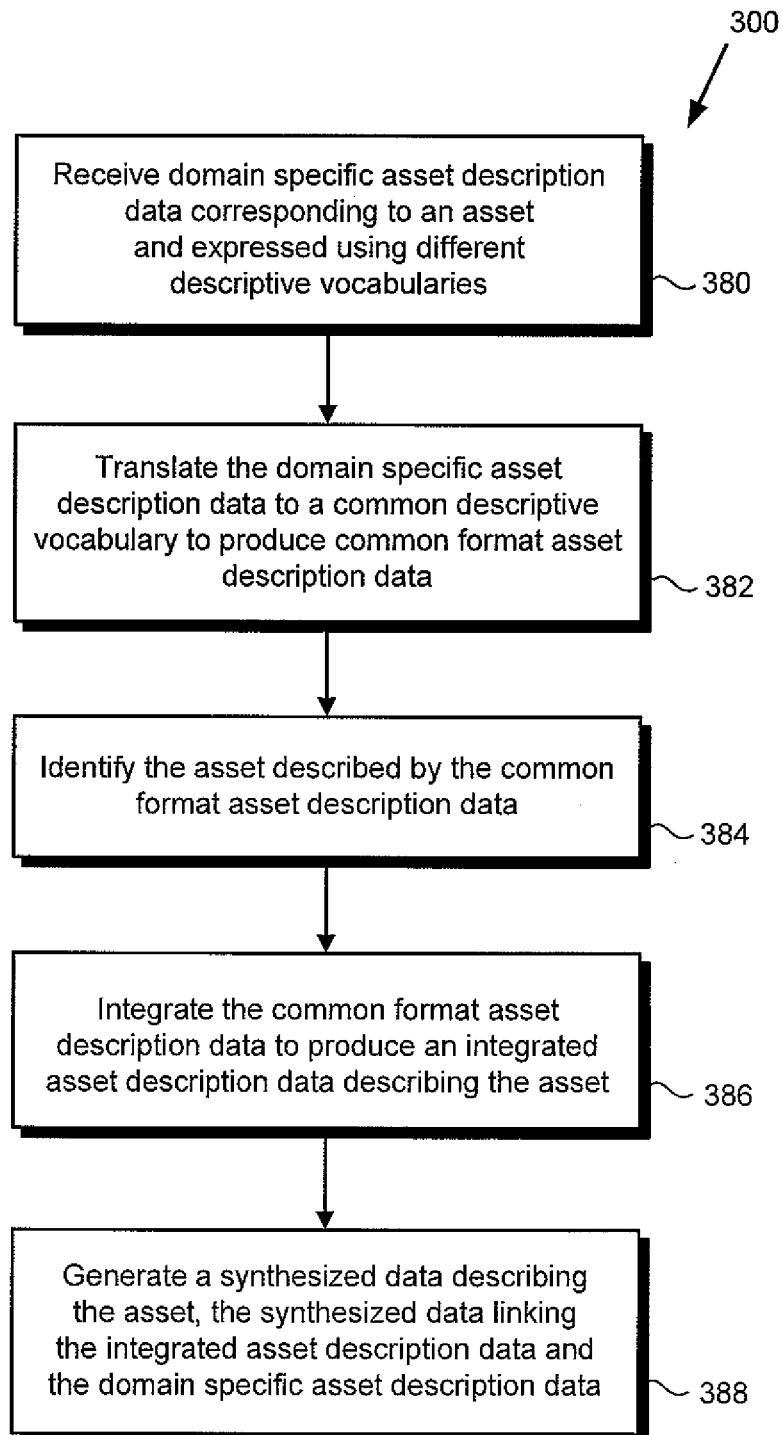 300
Receive domain specific asset description
data corresponding to an asset
and expressed using different
descriptive vocabularies
380
Translate the domain specific asset
description data to a common descriptive
vocabulary to produce common format asset
description data
382
Identify the asset described by the common
format asset description data
384
Integrate the common format asset
description data to produce an integrated
asset description data describing the asset
386
Generate a synthesized data describing
the asset, the synthesized data linking
the integrated asset description data and
the domain specific asset description data
388